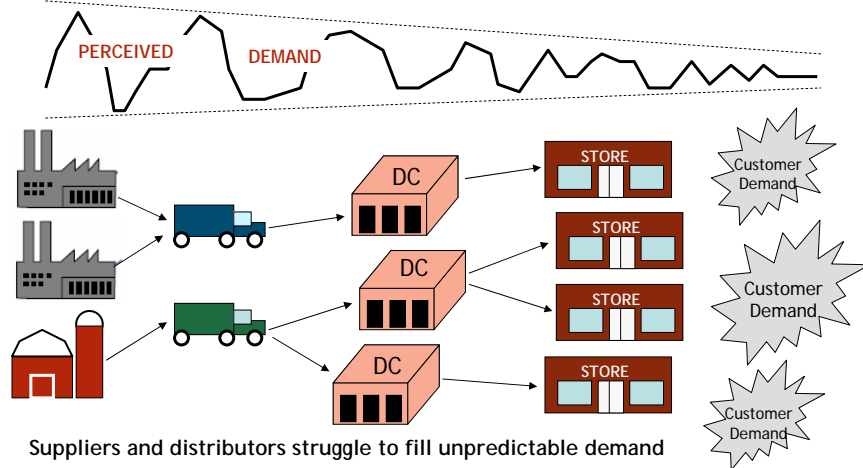 PERCEIVED
DEMAND
DC
STORE
Customer
Demand
STORE
DC
Customer
Demand
STORE
DC
STORE
Customer
Demand
Suppliers and distributors struggle to fill unpredictable demand